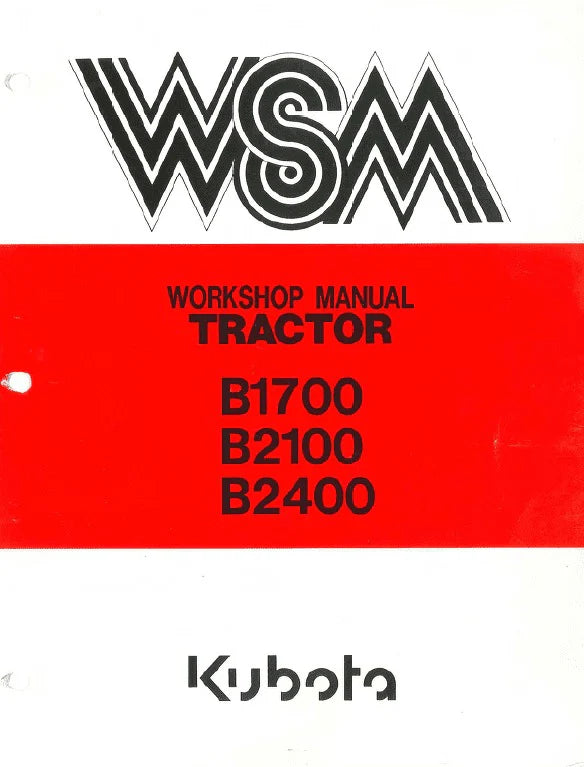 WSM
WORKSHOP MANUAL
TRACTOR
B1700
B2100
B2400
Kubota